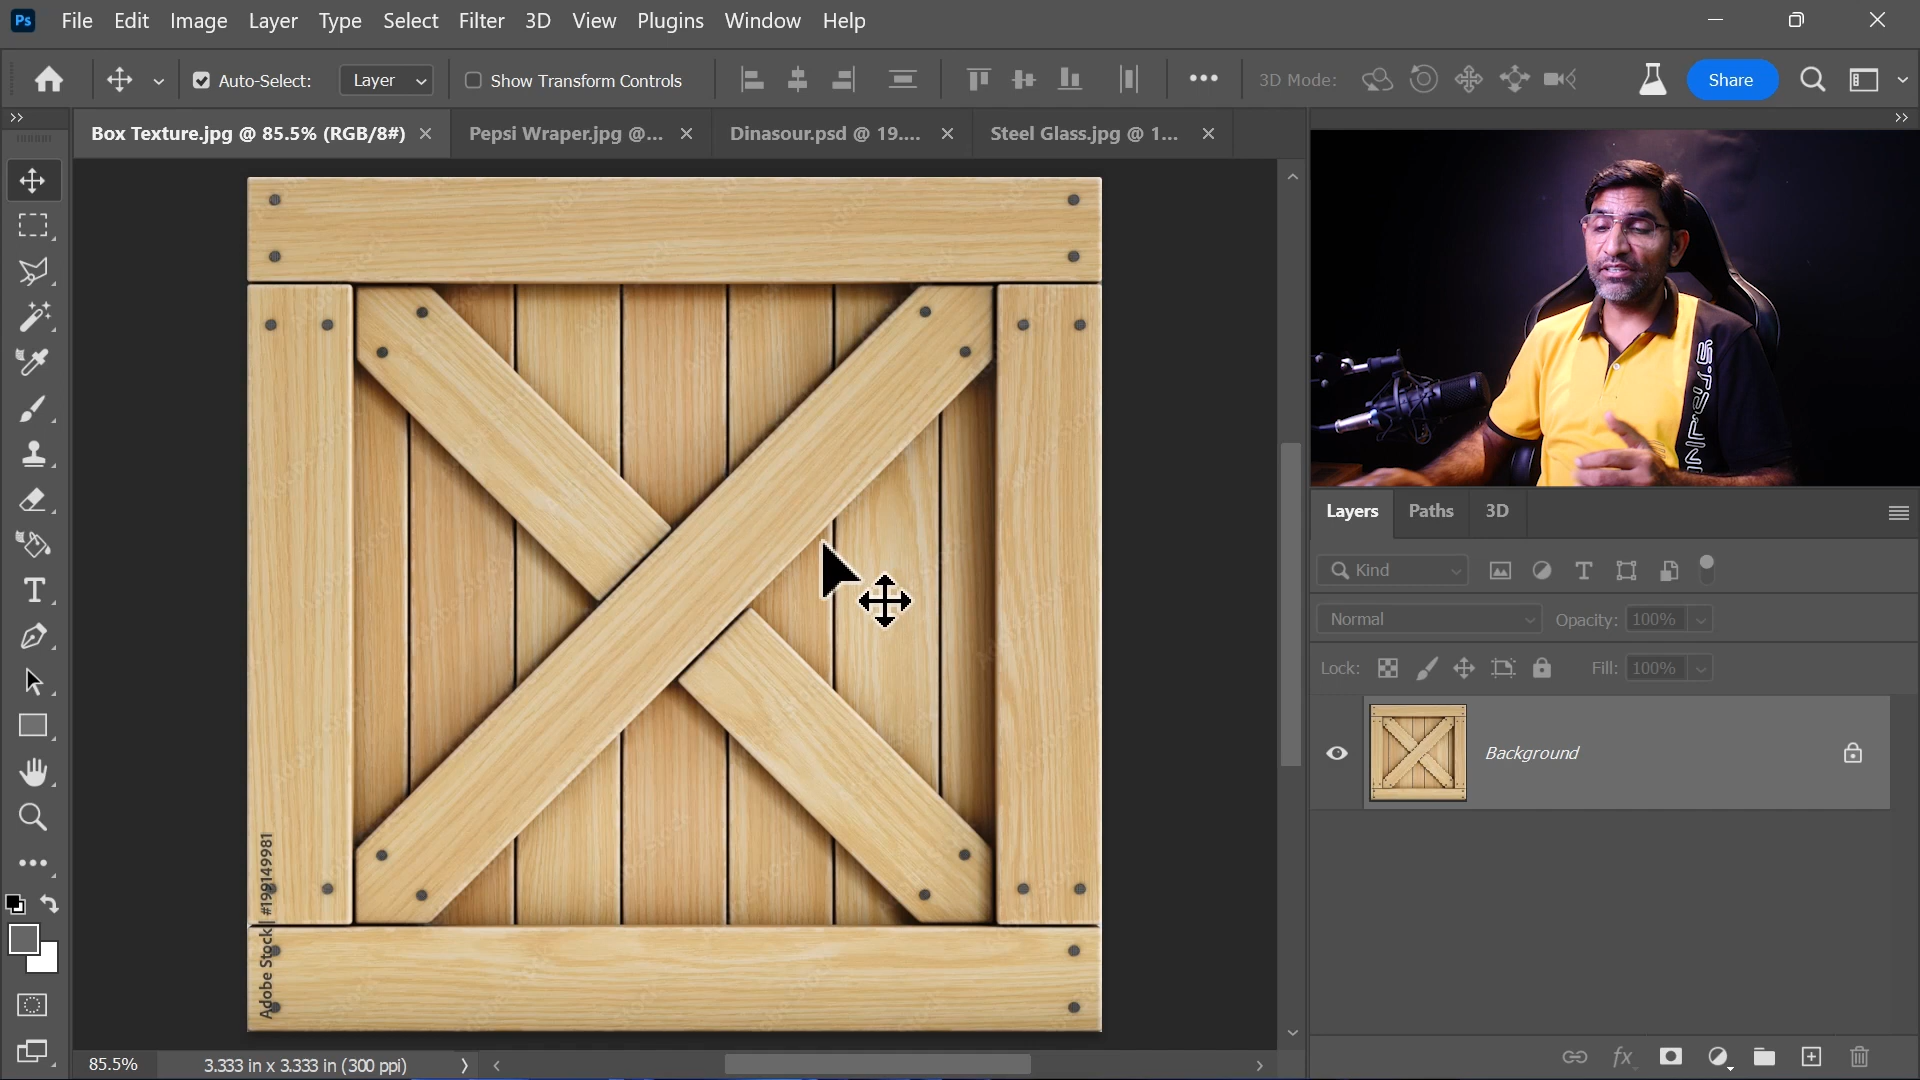 Ps File Edit Image Layer Type Select Filter 3D View Plugins Window Help
Auto-Select: Layer Show Transform Controls 3D Mode: Share
Box Texture.jpg @ 85.5% (RGB/8#) Pepsi Wraper.jpg @... Dinasour.psd @ 19.... Steel Glass.jpg @ 1...
Adobe Stock | #199149981
Layers Paths 3D
Kind
Normal Opacity: 100%
Lock: Fill: 100%
Background
fx
85.5% 3.333 in x 3.333 in (300 ppi)